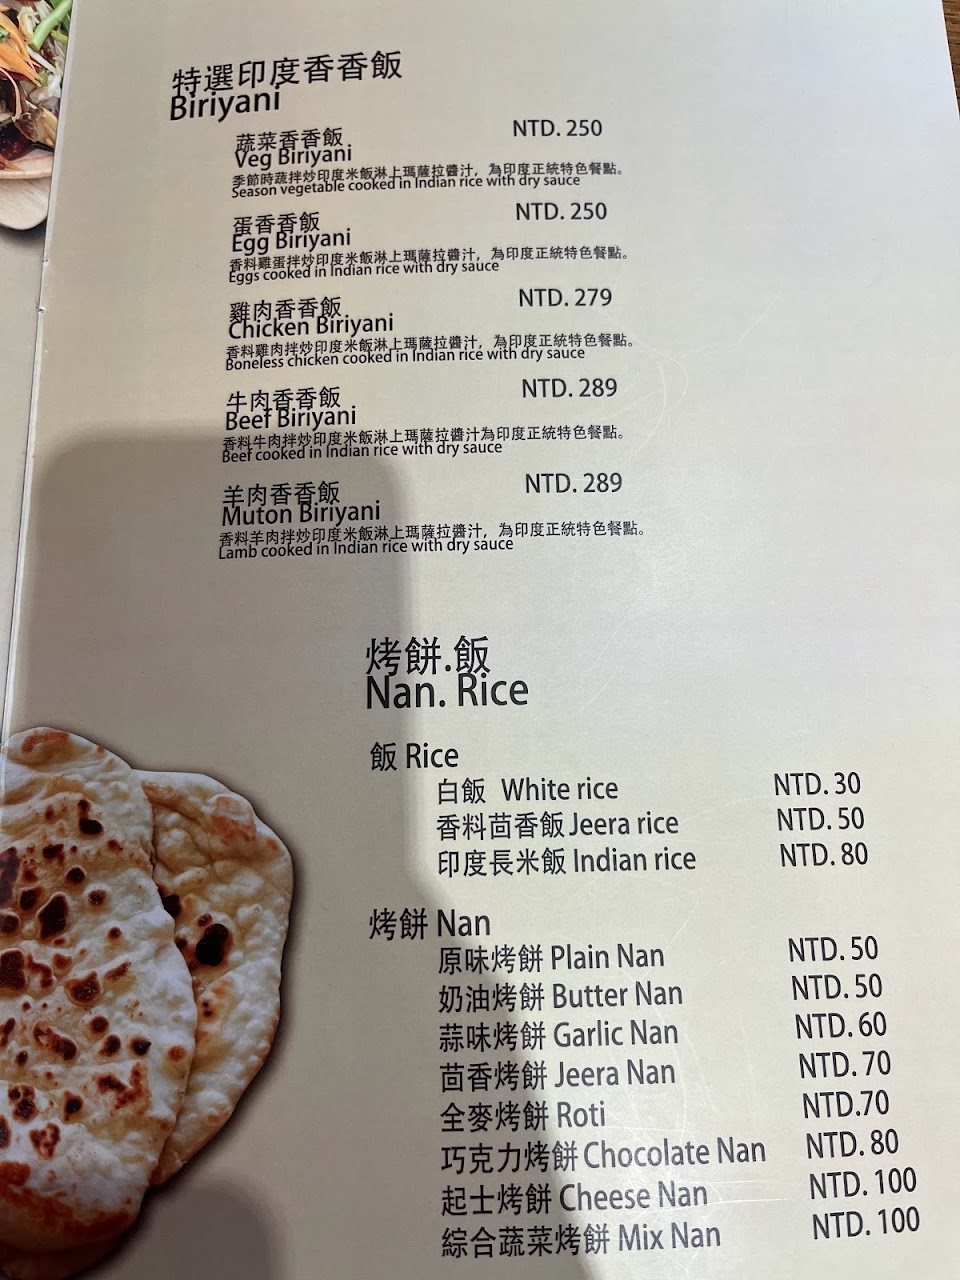 特選印度香香飯
Biriyani
蔬菜香香飯 NTD. 250
Veg Biriyani
季節時蔬拌炒印度米飯淋上瑪薩拉醬汁，為印度正統特色餐點。
Season vegetable cooked in Indian rice with dry sauce
蛋香香飯 NTD. 250
Egg Biriyani
香料雞蛋拌炒印度米飯淋上瑪薩拉醬汁，為印度正統特色餐點。
Eggs cooked in Indian rice with dry sauce
雞肉香香飯 NTD. 279
Chicken Biriyani
香料雞肉拌炒印度米飯淋上瑪薩拉醬汁，為印度正統特色餐點。
Boneless chicken cooked in Indian rice with dry sauce
牛肉香香飯 NTD. 289
Beef Biriyani
香料牛肉拌炒印度米飯淋上瑪薩拉醬汁為印度正統特色餐點。
Beef cooked in Indian rice with dry sauce
羊肉香香飯 NTD. 289
Muton Biriyani
香料羊肉拌炒印度米飯淋上瑪薩拉醬汁，為印度正統特色餐點。
Lamb cooked in Indian rice with dry sauce
烤餅.飯
Nan. Rice
飯 Rice
白飯 White rice NTD. 30
香料茴香飯 Jeera rice NTD. 50
印度長米飯 Indian rice NTD. 80
烤餅 Nan
原味烤餅 Plain Nan NTD. 50
奶油烤餅 Butter Nan NTD. 50
蒜味烤餅 Garlic Nan NTD. 60
茴香烤餅 Jeera Nan NTD. 70
全麥烤餅 Roti NTD.70
巧克力烤餅 Chocolate Nan NTD. 80
起士烤餅 Cheese Nan NTD. 100
綜合蔬菜烤餅 Mix Nan NTD. 100